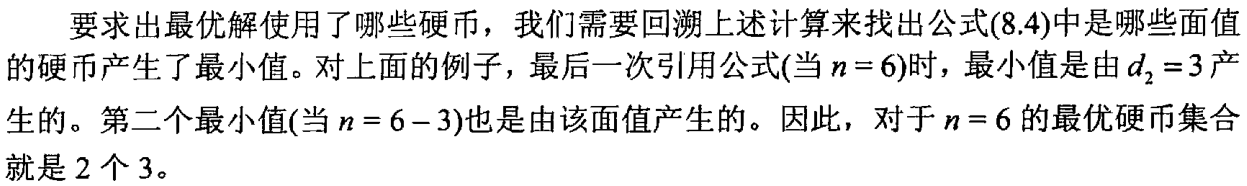 要求出最优解使用了哪些硬币，我们需要回溯上述计算来找出公式(8.4)中是哪些面值
的硬币产生了最小值。对上面的例子，最后一次引用公式(当 n = 6)时，最小值是由 d₂ = 3 产
生的。第二个最小值(当 n = 6 – 3)也是由该面值产生的。因此，对于 n = 6 的最优硬币集合
就是 2 个 3。